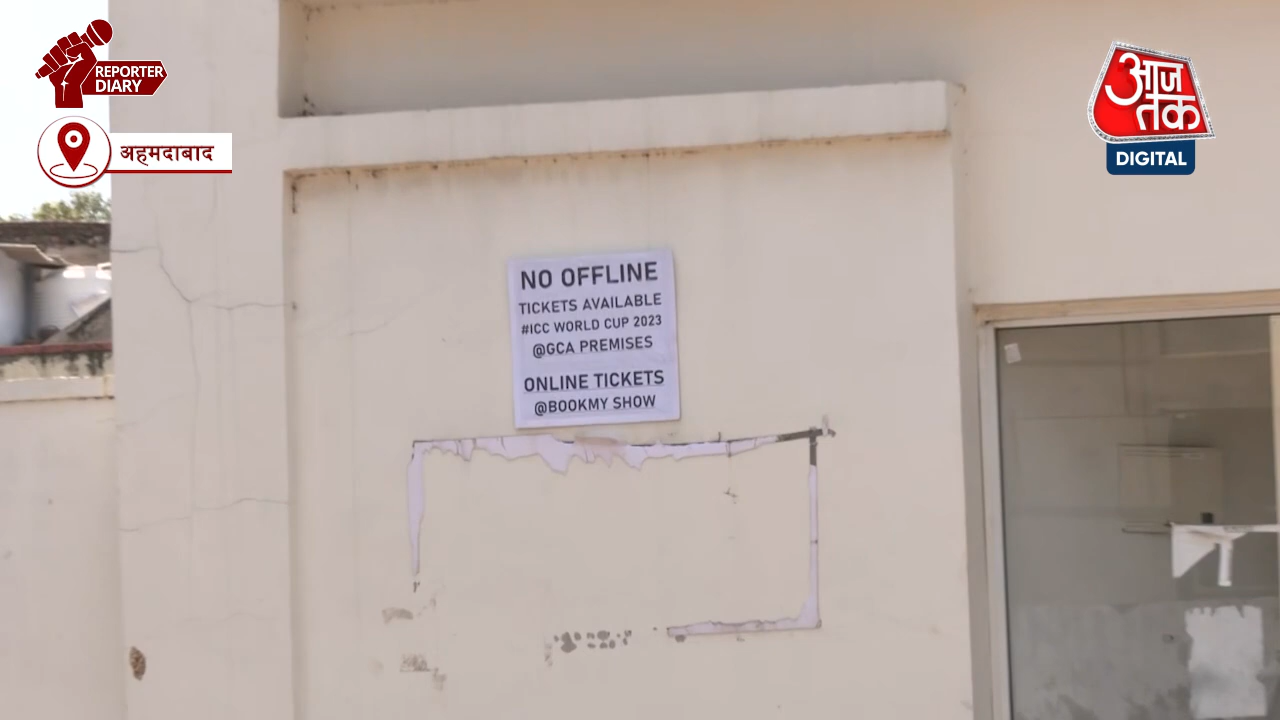 REPORTER
DIARY
अहमदाबाद
आज
तक
DIGITAL
NO OFFLINE
TICKETS AVAILABLE
#ICC WORLD CUP 2023
@GCA PREMISES
ONLINE TICKETS
@BOOKMY SHOW